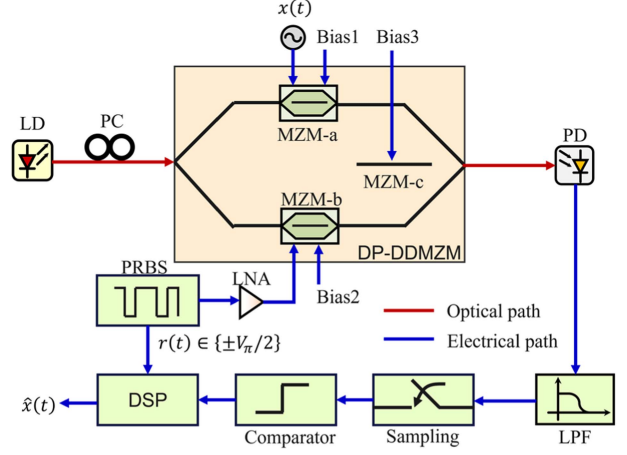 x(t)
Bias1
Bias3
LD
PC
MZM-a
PD
MZM-c
MZM-b
DP-DDMZM
PRBS
LNA
Bias2
Optical path
r(t) ∈ {±Vπ/2}
Electrical path
x̂(t)
DSP
Comparator
Sampling
LPF